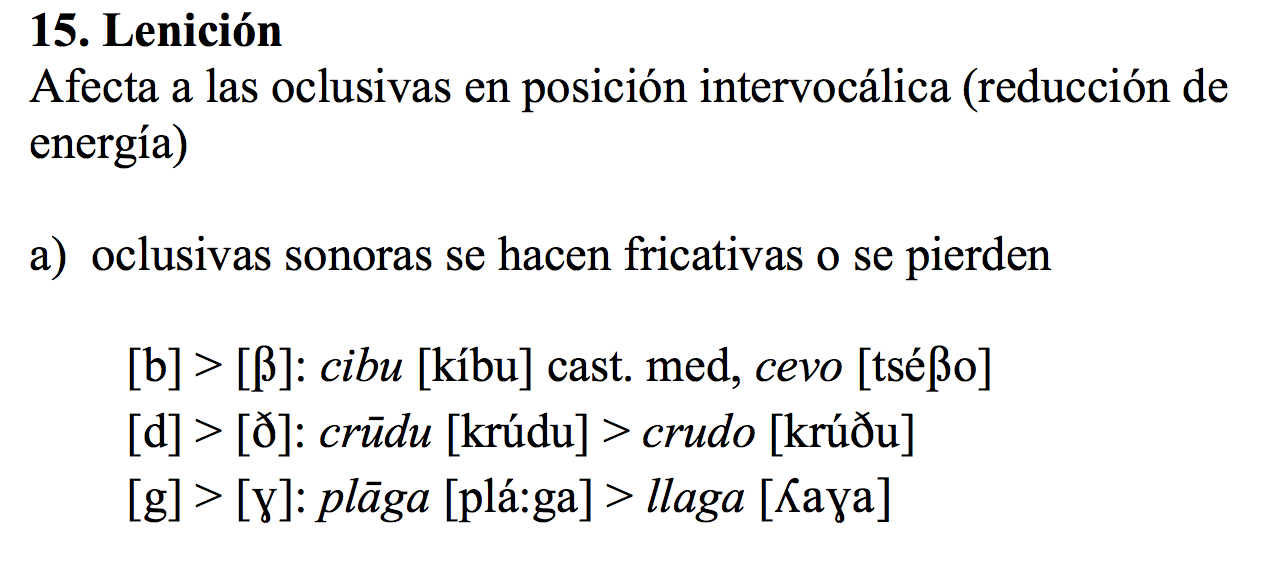 15. Lenición
Afecta a las oclusivas en posición intervocálica (reducción de
energía)
a) oclusivas sonoras se hacen fricativas o se pierden
[b] > [β]: cibu [kíbu] cast. med, cevo [tséβo]
[d] > [ð]: crūdu [krúdu] > crudo [krúðu]
[g] > [ɣ]: plāga [plá:ga] > llaga [ʎaɣa]